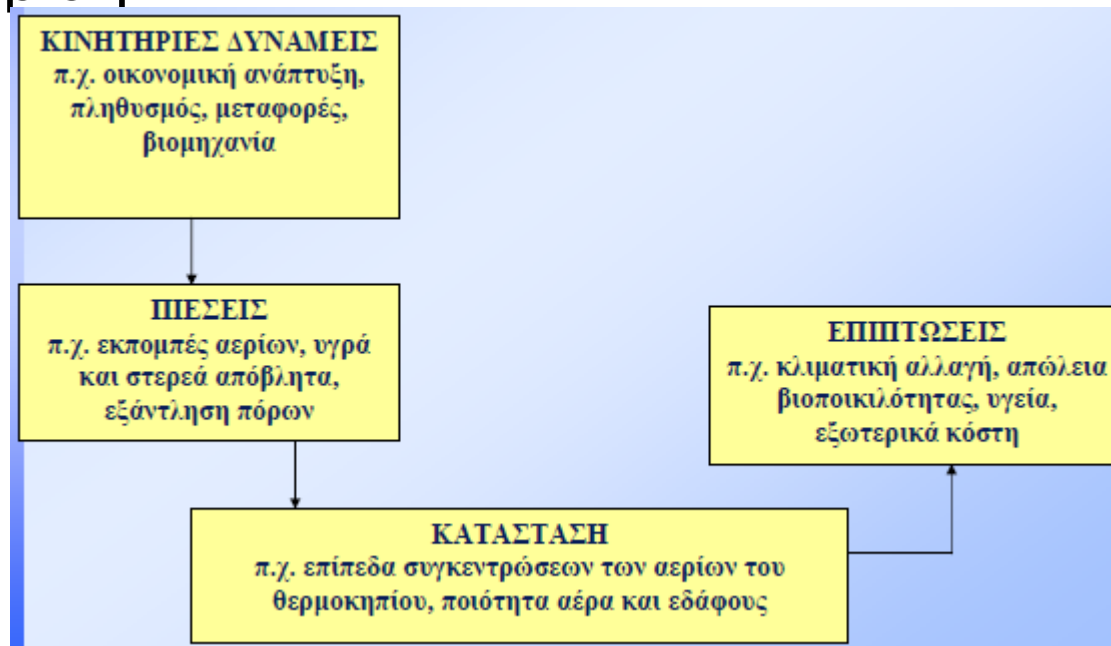 ΚΙΝΗΤΗΡΙΕΣ ΔΥΝΑΜΕΙΣ
π.χ. οικονομική ανάπτυξη,
πληθυσμός, μεταφορές,
βιομηχανία
ΠΙΕΣΕΙΣ
π.χ. εκπομπές αερίων, υγρά
και στερεά απόβλητα,
εξάντληση πόρων
ΚΑΤΑΣΤΑΣΗ
π.χ. επίπεδα συγκεντρώσεων των αερίων του
θερμοκηπίου, ποιότητα αέρα και εδάφους
ΕΠΙΠΤΩΣΕΙΣ
π.χ. κλιματική αλλαγή, απώλεια
βιοποικιλότητας, υγεία,
εξωτερικά κόστη